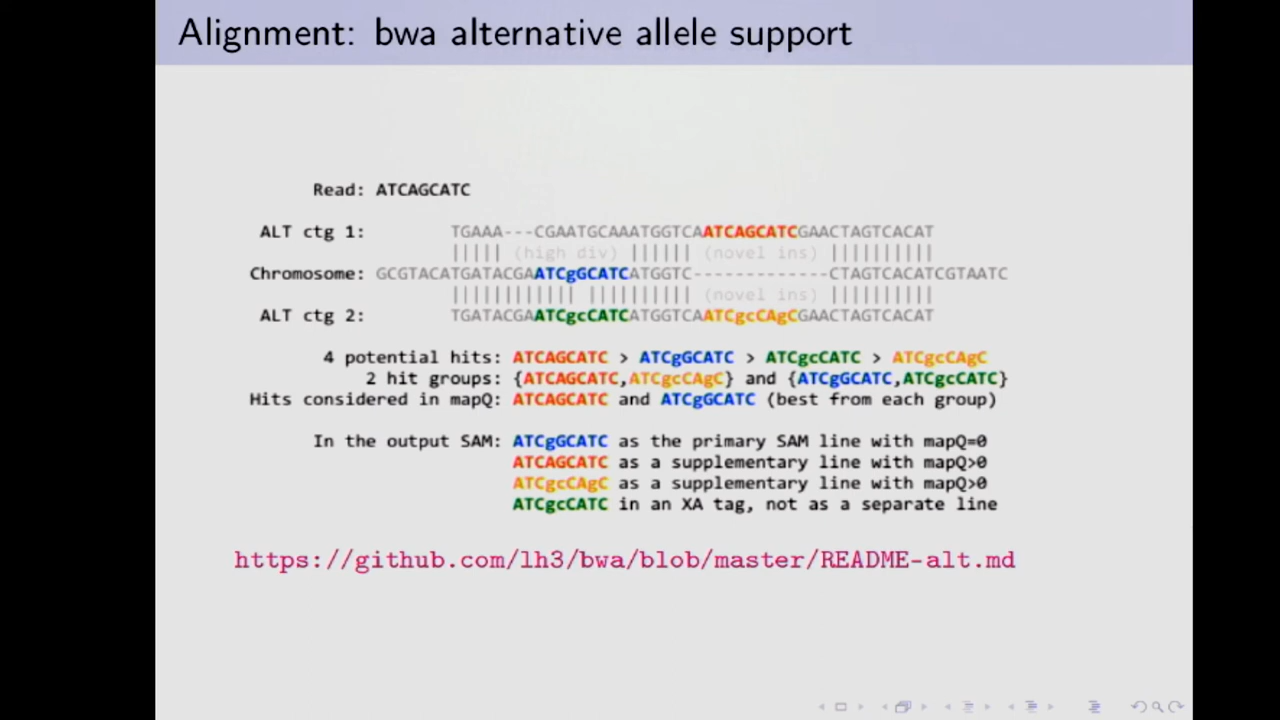 Alignment: bwa alternative allele support
Read: ATCAGCATC
ALT ctg 1: TGAAA---CGAATGCAAATGGTCAATCAGCATCGAACTAGTCACAT
||||| (high div) |||||| (novel ins) ||||||||||
Chromosome: GCGTACATGATACGAATCgGCATCATGGTC-------------CTAGTCACATCGTAATC
|||||||||||| |||||||||| (novel ins) ||||||||||
ALT ctg 2: TGATACGAATCgcCATCATGGTCAATCgcCAgCGAACTAGTCACAT
4 potential hits: ATCAGCATC > ATCgGCATC > ATCgcCATC > ATCgcCAgC
2 hit groups: {ATCAGCATC,ATCgcCAgC} and {ATCgGCATC,ATCgcCATC}
Hits considered in mapQ: ATCAGCATC and ATCgGCATC (best from each group)
In the output SAM: ATCgGCATC as the primary SAM line with mapQ=0
ATCAGCATC as a supplementary line with mapQ>0
ATCgcCAgC as a supplementary line with mapQ>0
ATCgcCATC in an XA tag, not as a separate line
https://github.com/lh3/bwa/blob/master/README-alt.md